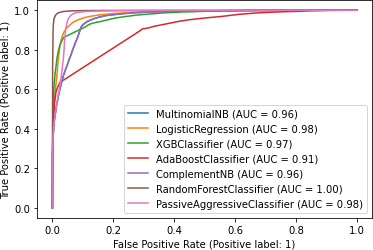 True Positive Rate (Positive label: 1)
1.0
0.8
0.6
0.4
0.2
0.0
MultinomialNB (AUC = 0.96)
LogisticRegression (AUC = 0.98)
XGBClassifier (AUC = 0.97)
AdaBoostClassifier (AUC = 0.91)
ComplementNB (AUC = 0.96)
RandomForestClassifier (AUC = 1.00)
PassiveAggressiveClassifier (AUC = 0.98)
0.0 0.2 0.4 0.6 0.8 1.0
False Positive Rate (Positive label: 1)